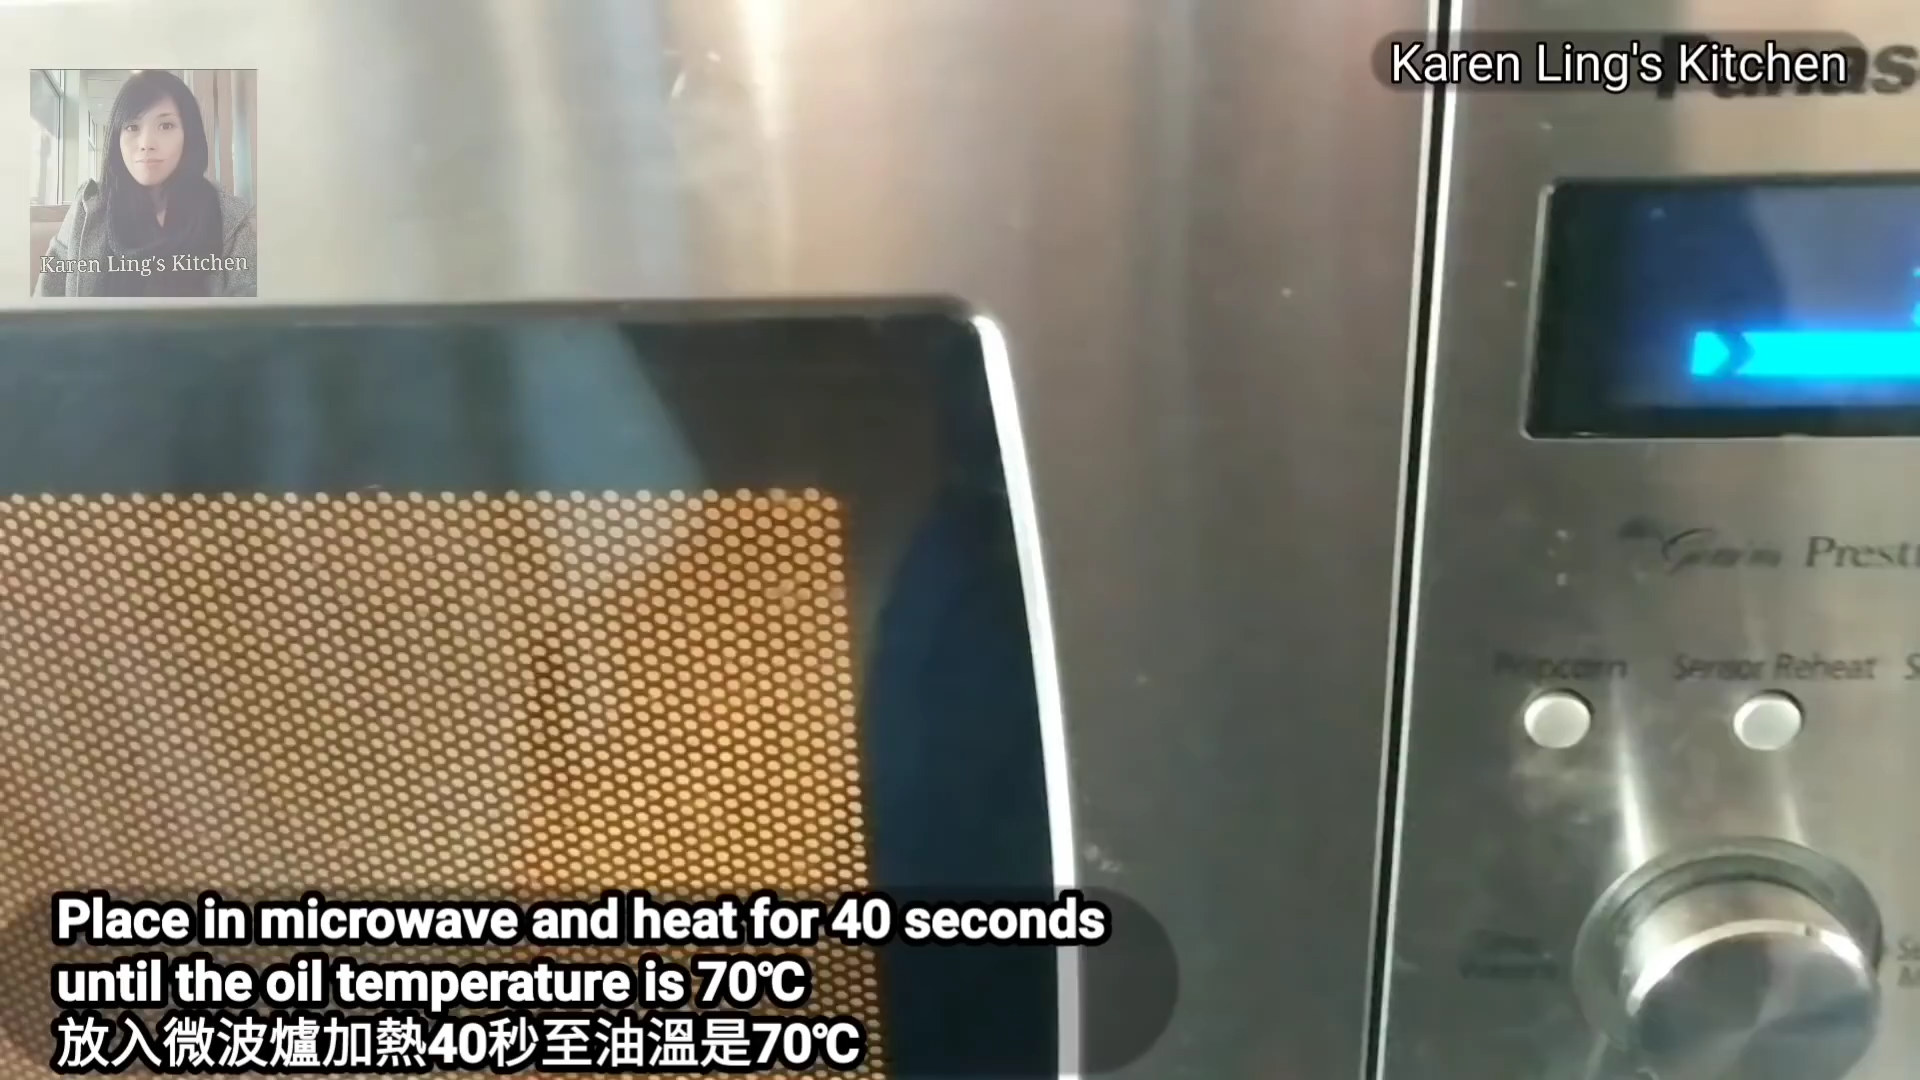 Karen Ling's Kitchen
Karen Ling's Kitchen
Prest
Popcorn
Sensor Reheat
Place in microwave and heat for 40 seconds
until the oil temperature is 70℃
放入微波爐加熱40秒至油溫是70℃